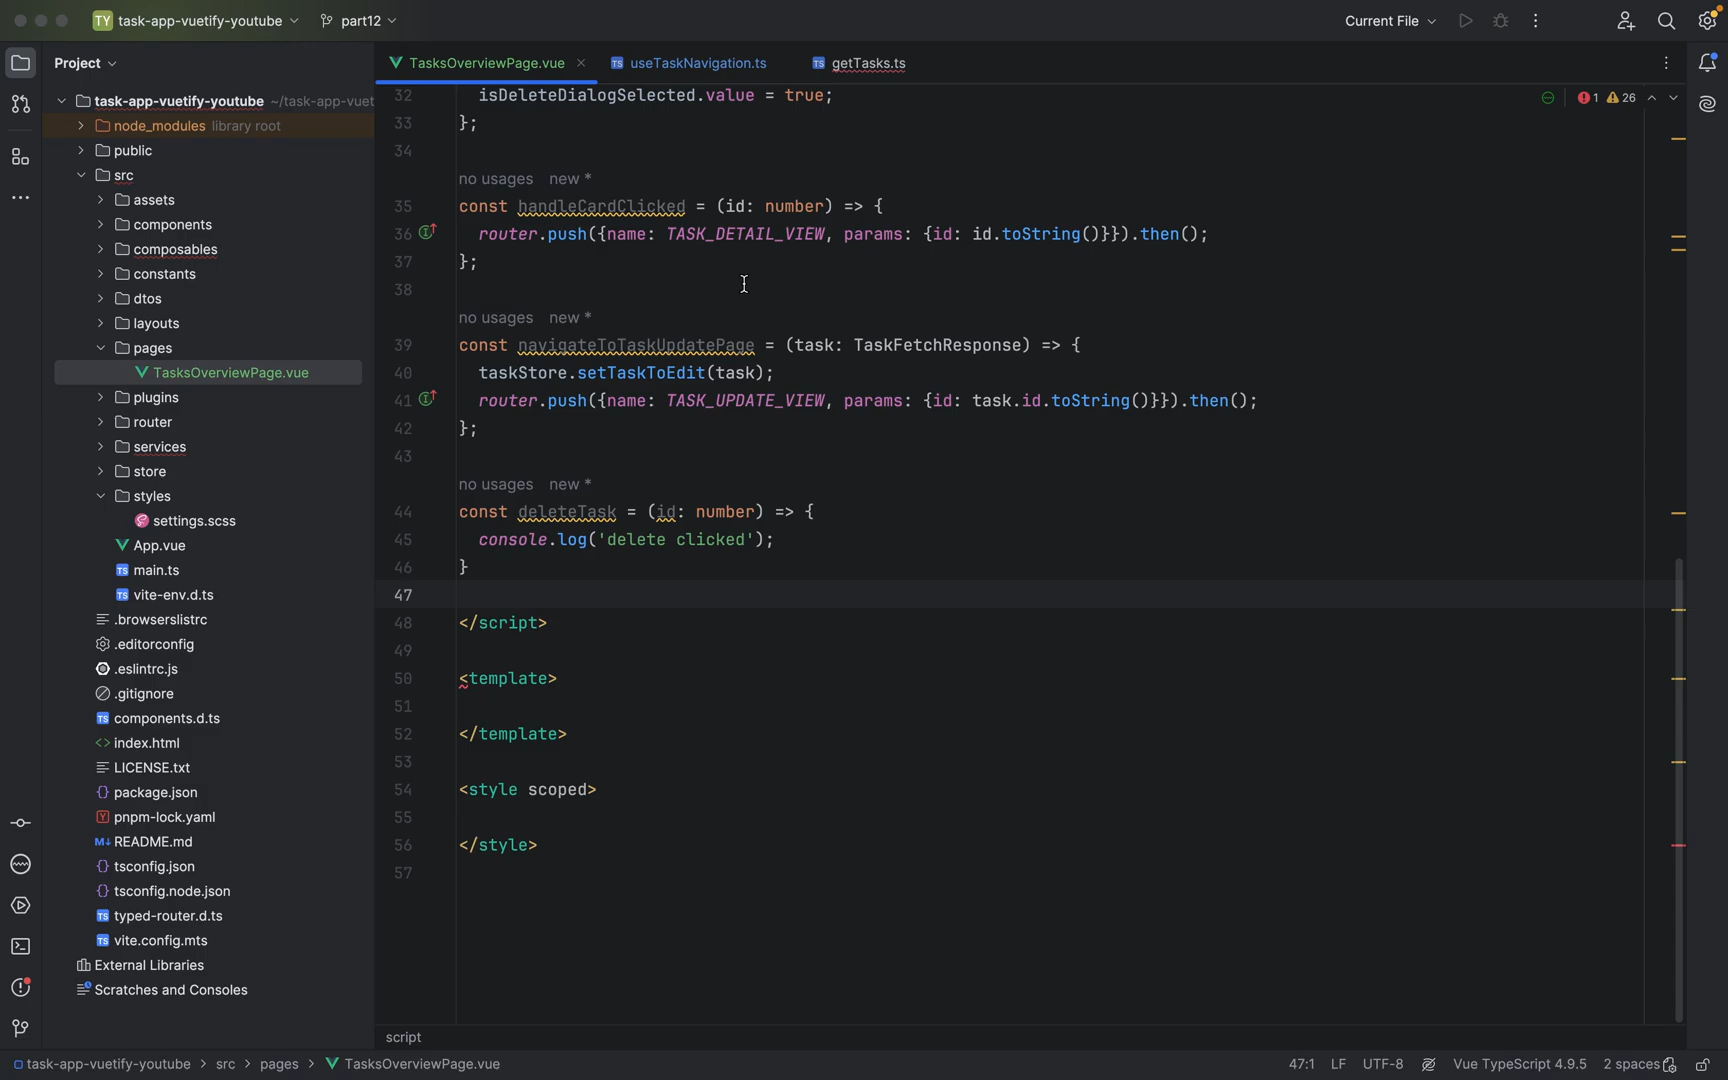 TY task-app-vuetify-youtube part12 Current File
Project
TasksOverviewPage.vue useTaskNavigation.ts getTasks.ts
task-app-vuetify-youtube ~/task-app-vuet
node_modules library root
public
src
assets
components
composables
constants
dtos
layouts
pages
TasksOverviewPage.vue
plugins
router
services
store
styles
settings.scss
App.vue
main.ts
vite-env.d.ts
.browserslistrc
.editorconfig
.eslintrc.js
.gitignore
components.d.ts
index.html
LICENSE.txt
package.json
pnpm-lock.yaml
README.md
tsconfig.json
tsconfig.node.json
typed-router.d.ts
vite.config.mts
External Libraries
Scratches and Consoles
1 26
32 isDeleteDialogSelected.value = true;
33 };
34
no usages new *
35 const handleCardClicked = (id: number) => {
36 router.push({name: TASK_DETAIL_VIEW, params: {id: id.toString()}}).then();
37 };
38
no usages new *
39 const navigateToTaskUpdatePage = (task: TaskFetchResponse) => {
40 taskStore.setTaskToEdit(task);
41 router.push({name: TASK_UPDATE_VIEW, params: {id: task.id.toString()}}).then();
42 };
43
no usages new *
44 const deleteTask = (id: number) => {
45 console.log('delete clicked');
46 }
47
48 </script>
49
50 <template>
51
52 </template>
53
54 <style scoped>
55
56 </style>
57
script
task-app-vuetify-youtube > src > pages > TasksOverviewPage.vue 47:1 LF UTF-8 Vue TypeScript 4.9.5 2 spaces